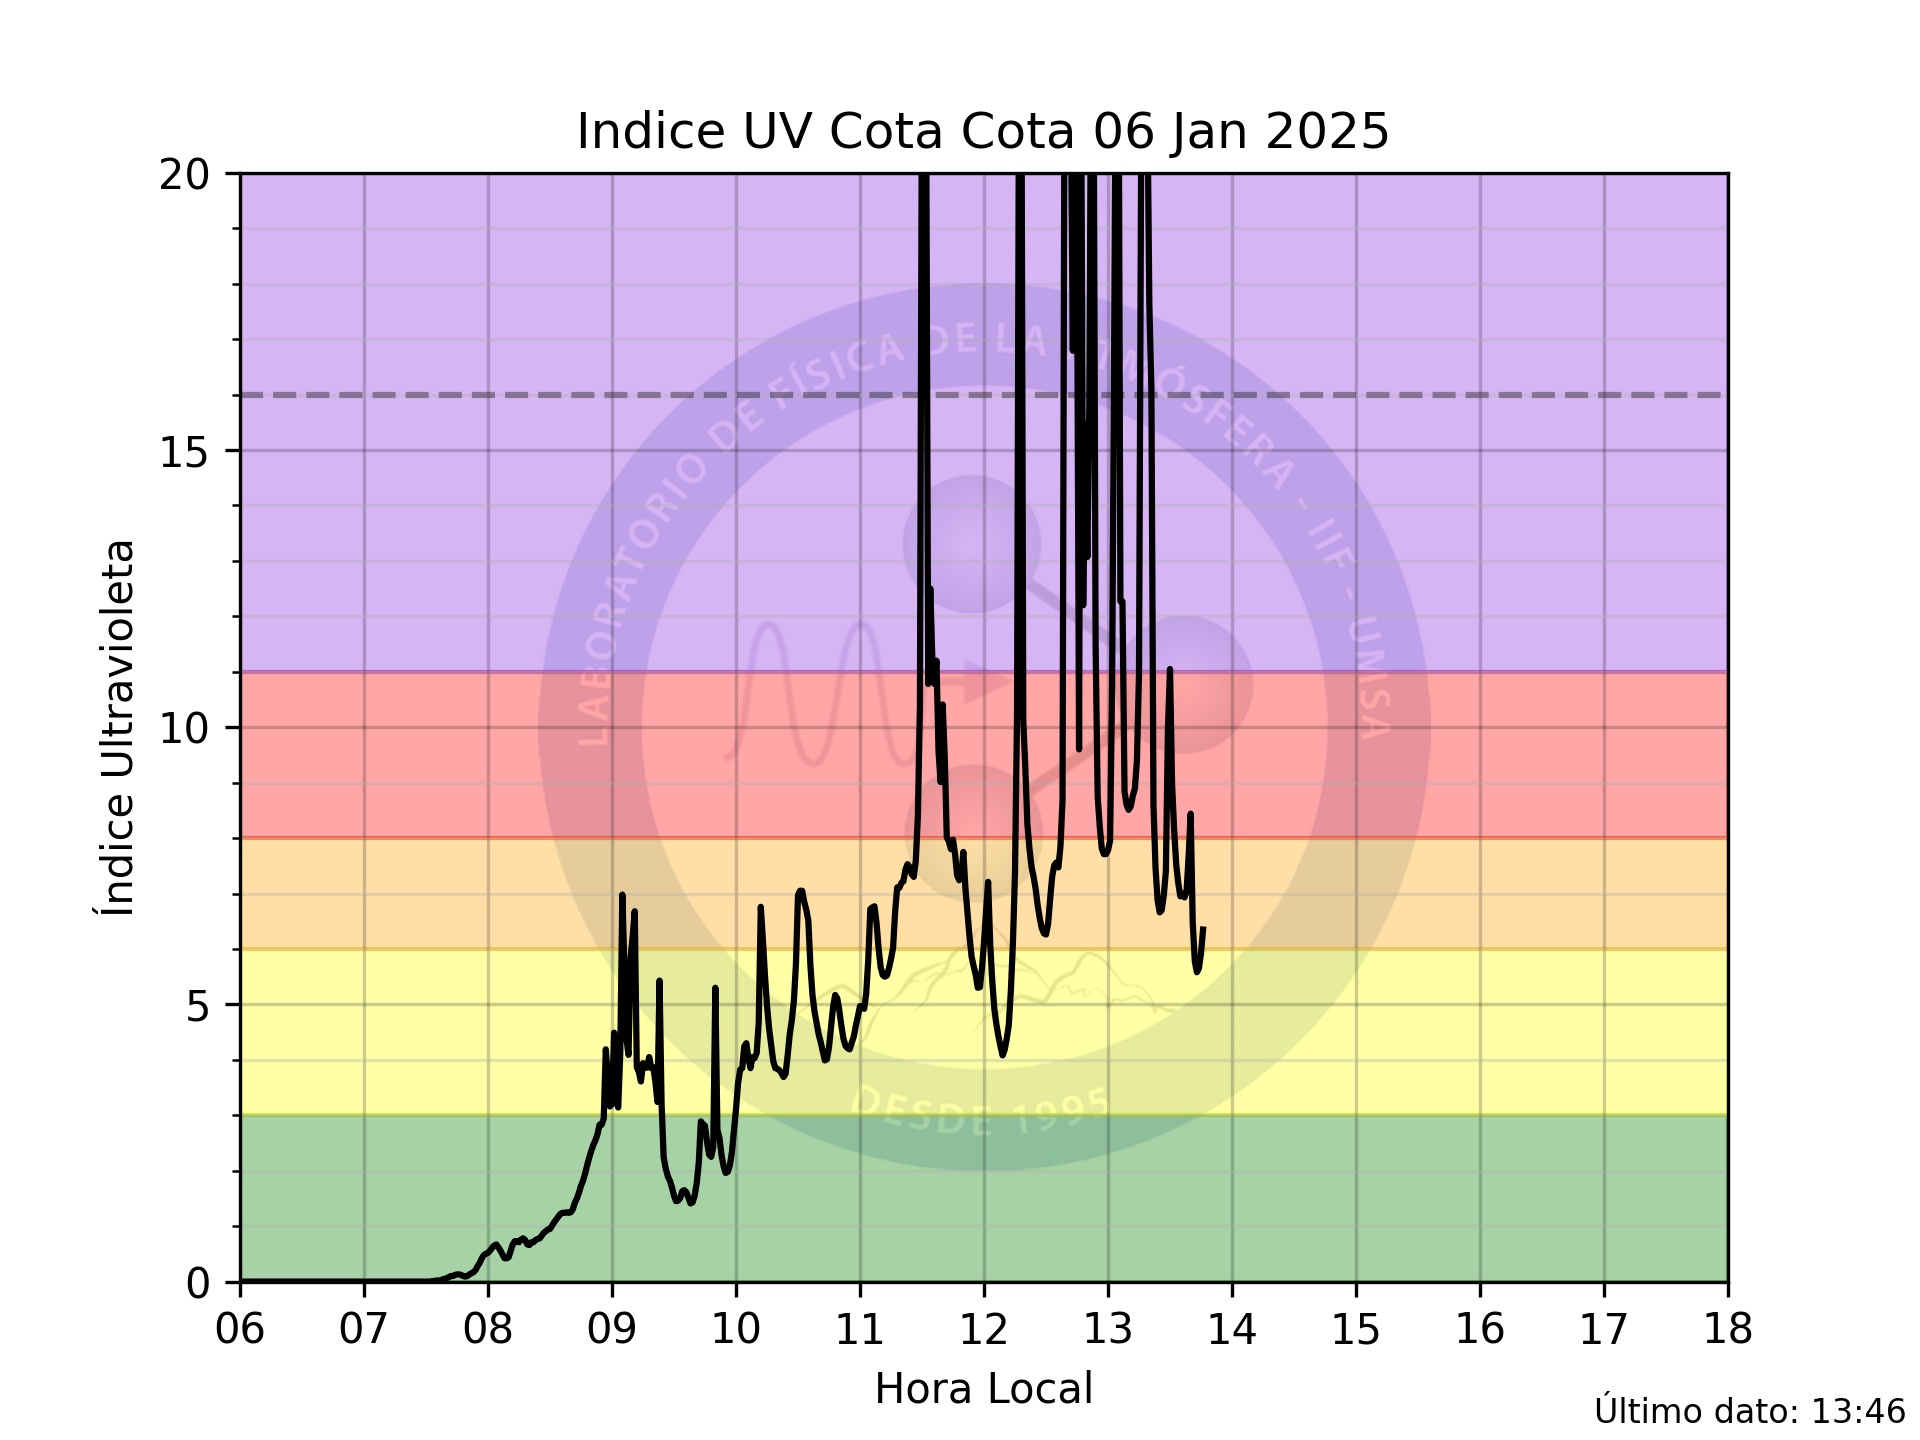 Indice UV Cota Cota 06 Jan 2025
20
15
10
5
0
Índice Ultravioleta
LABORATORIO DE FÍSICA DE LA ATMÓSFERA - IIF - UMSA
DESDE 1995
06 07 08 09 10 11 12 13 14 15 16 17 18
Hora Local
Último dato: 13:46